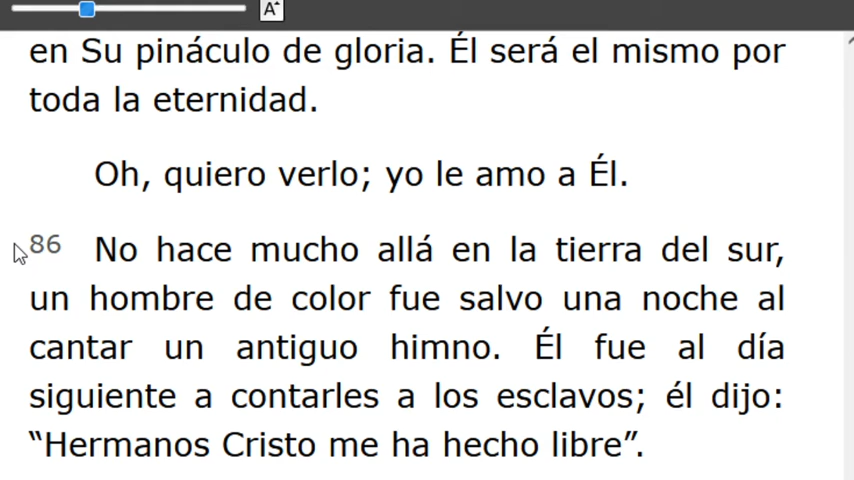 A
en Su pináculo de gloria. Él será el mismo por
toda la eternidad.
Oh, quiero verlo; yo le amo a Él.
86 No hace mucho allá en la tierra del sur,
un hombre de color fue salvo una noche al
cantar un antiguo himno. Él fue al día
siguiente a contarles a los esclavos; él dijo:
“Hermanos Cristo me ha hecho libre”.